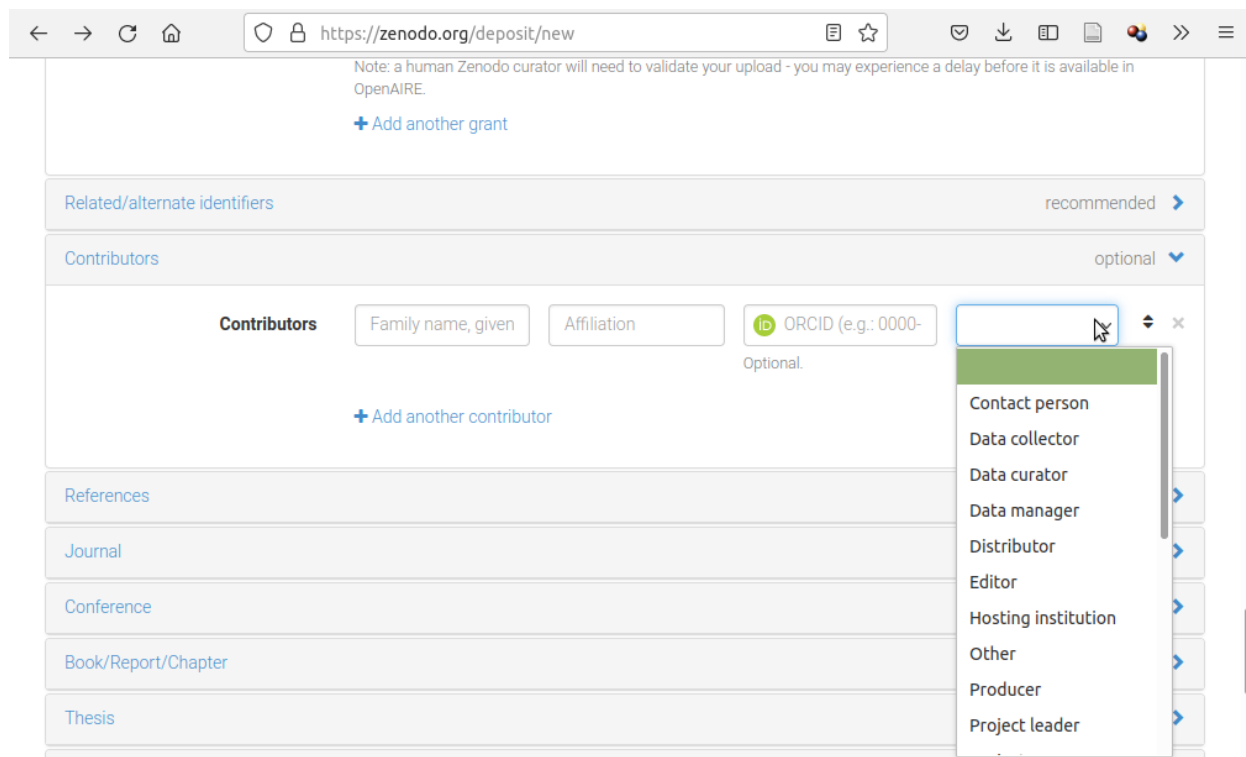 https://zenodo.org/deposit/new
Note: a human Zenodo curator will need to validate your upload - you may experience a delay before it is available in
OpenAIRE.
Add another grant
Related/alternate identifiers recommended
Contributors optional
Contributors Family name, given Affiliation iD ORCID (e.g.: 0000-
Optional.
Add another contributor
Contact person
Data collector
Data curator
Data manager
Distributor
Editor
Hosting institution
Other
Producer
Project leader
References
Journal
Conference
Book/Report/Chapter
Thesis